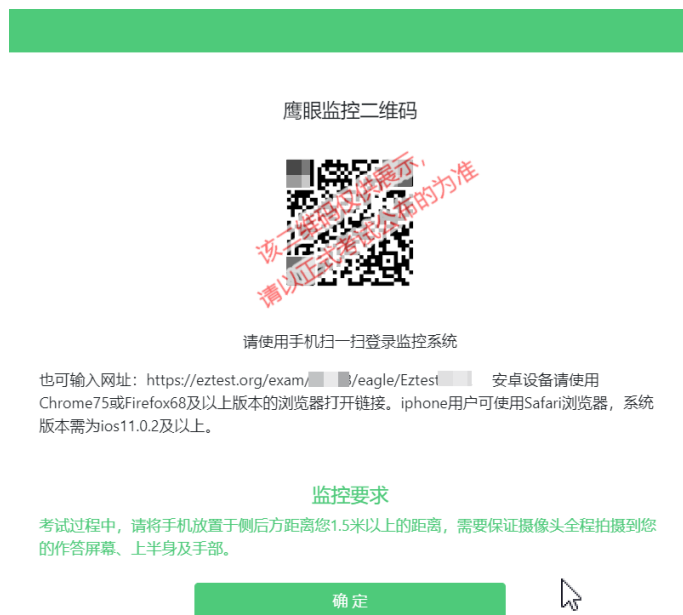 鹰眼监控二维码
该二维码仅供展示，
请以正式考试公布的为准
请使用手机扫一扫登录监控系统
也可输入网址：https://eztest.org/exam/ /eagle/Eztest 安卓设备请使用
Chrome75或Firefox68及以上版本的浏览器打开链接。iphone用户可使用Safari浏览器，系统
版本需为ios11.0.2及以上。
监控要求
考试过程中，请将手机放置于侧后方距离您1.5米以上的距离，需要保证摄像头全程拍摄到您
的作答屏幕、上半身及手部。
确定